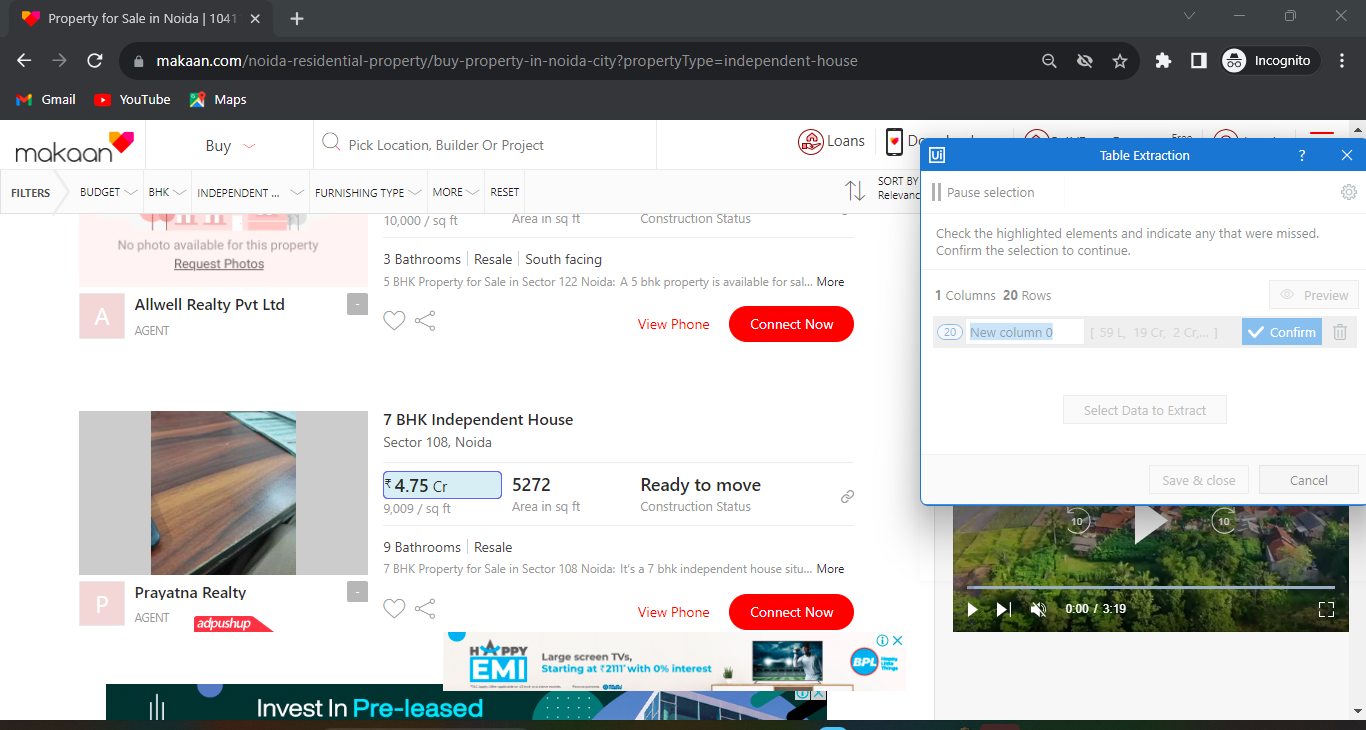 Property for Sale in Noida | 1041
makaan.com/noida-residential-property/buy-property-in-noida-city?propertyType=independent-house
Incognito
Gmail
YouTube
Maps
makaan
Buy
Pick Location, Builder Or Project
Loans
FILTERS
BUDGET
BHK
INDEPENDENT ...
FURNISHING TYPE
MORE
RESET
SORT BY
Relevanc
No photo available for this property
Request Photos
10,000 / sq ft
Area in sq ft
Construction Status
3 Bathrooms
Resale
South facing
5 BHK Property for Sale in Sector 122 Noida: A 5 bhk property is available for sal... More
A
Allwell Realty Pvt Ltd
-
AGENT
View Phone
Connect Now
7 BHK Independent House
Sector 108, Noida
₹ 4.75 Cr
5272
Ready to move
9,009 / sq ft
Area in sq ft
Construction Status
9 Bathrooms
Resale
7 BHK Property for Sale in Sector 108 Noida: It's a 7 bhk independent house situ... More
P
Prayatna Realty
-
AGENT
adpushup
View Phone
Connect Now
HAPPY
EMI
Large screen TVs,
Starting at ₹2111* with 0% interest
BPL
Happy
Little
Things
Invest In Pre-leased
Ui
Table Extraction
?
Pause selection
Check the highlighted elements and indicate any that were missed.
Confirm the selection to continue.
1 Columns 20 Rows
Preview
20
New column 0
[ 59 L, 19 Cr, 2 Cr,... ]
Confirm
Select Data to Extract
Save & close
Cancel
10
10
0:00 / 3:19